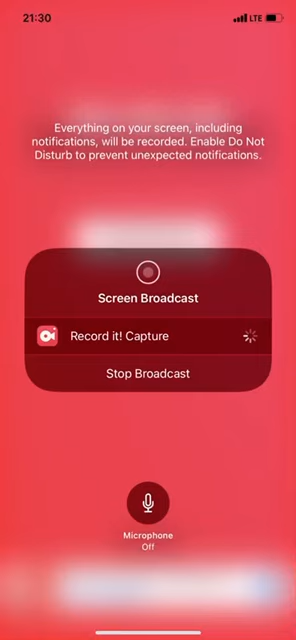 21:30
LTE
Everything on your screen, including
notifications, will be recorded. Enable Do Not
Disturb to prevent unexpected notifications.
Screen Broadcast
Record it! Capture
Stop Broadcast
Microphone
Off